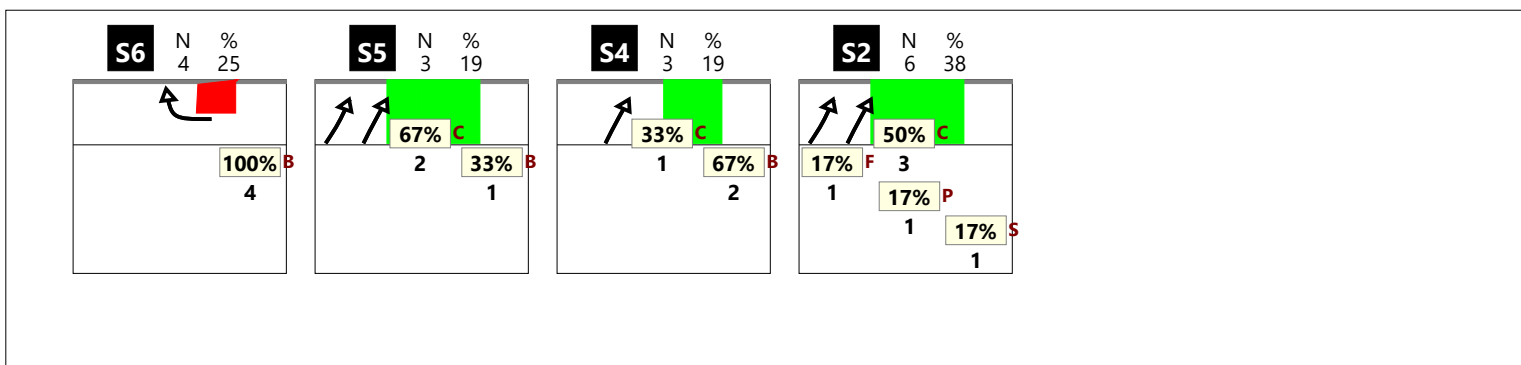 S6 N % 4 25
100% B
4
S5 N % 3 19
67% C
2
33% B
1
S4 N % 3 19
33% C
1
67% B
2
S2 N % 6 38
50% C
3
17% F
1
17% P
1
17% S
1